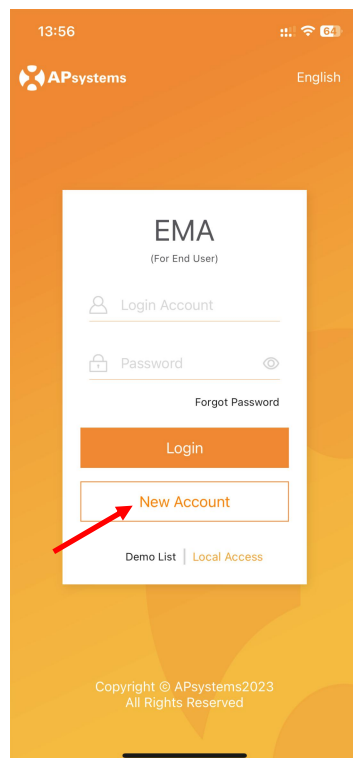 13:56
64
APsystems
English
EMA
(For End User)
Login Account
Password
Forgot Password
Login
New Account
Demo List
Local Access
Copyright © APsystems2023
All Rights Reserved